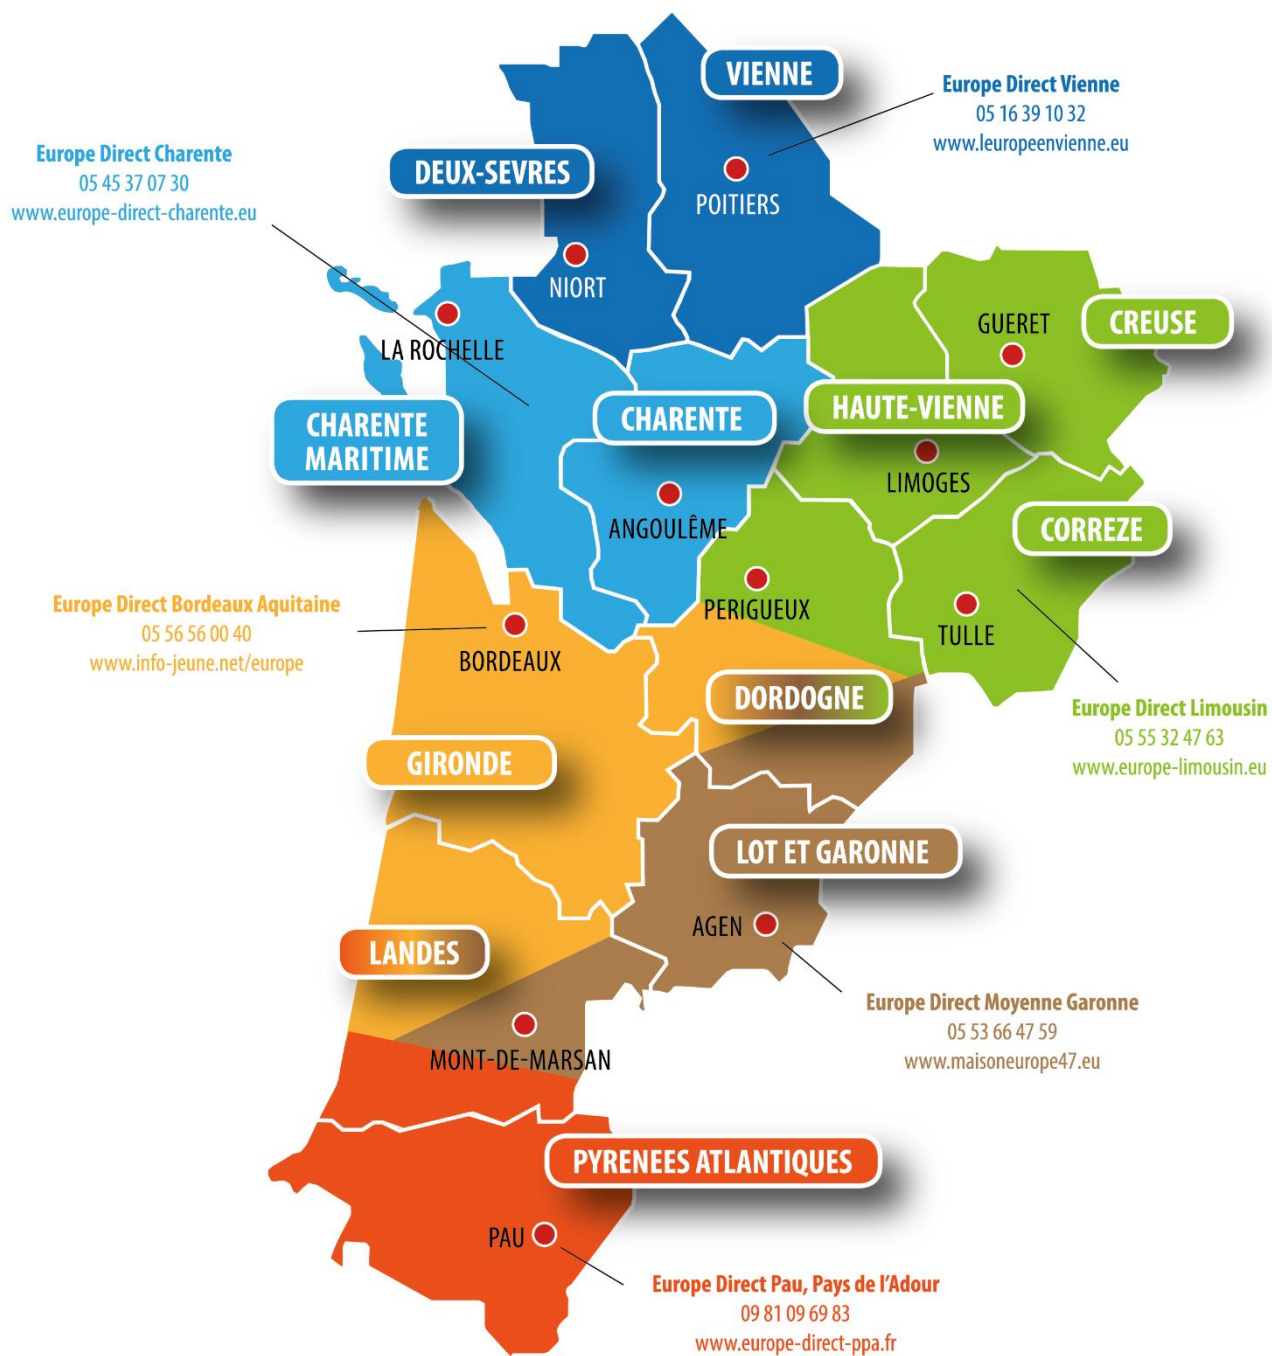 VIENNE
Europe Direct Vienne
05 16 39 10 32
www.leuropeenvienne.eu
Europe Direct Charente
05 45 37 07 30
www.europe-direct-charente.eu
DEUX-SEVRES
POITIERS
NIORT
LA ROCHELLE
GUERET
CREUSE
CHARENTE
MARITIME
CHARENTE
HAUTE-VIENNE
LIMOGES
ANGOULÊME
CORREZE
Europe Direct Bordeaux Aquitaine
05 56 56 00 40
www.info-jeune.net/europe
PERIGUEUX
TULLE
BORDEAUX
DORDOGNE
Europe Direct Limousin
05 55 32 47 63
www.europe-limousin.eu
GIRONDE
LOT ET GARONNE
AGEN
LANDES
Europe Direct Moyenne Garonne
05 53 66 47 59
www.maisoneurope47.eu
MONT-DE-MARSAN
PYRENEES ATLANTIQUES
PAU
Europe Direct Pau, Pays de l'Adour
09 81 09 69 83
www.europe-direct-ppa.fr